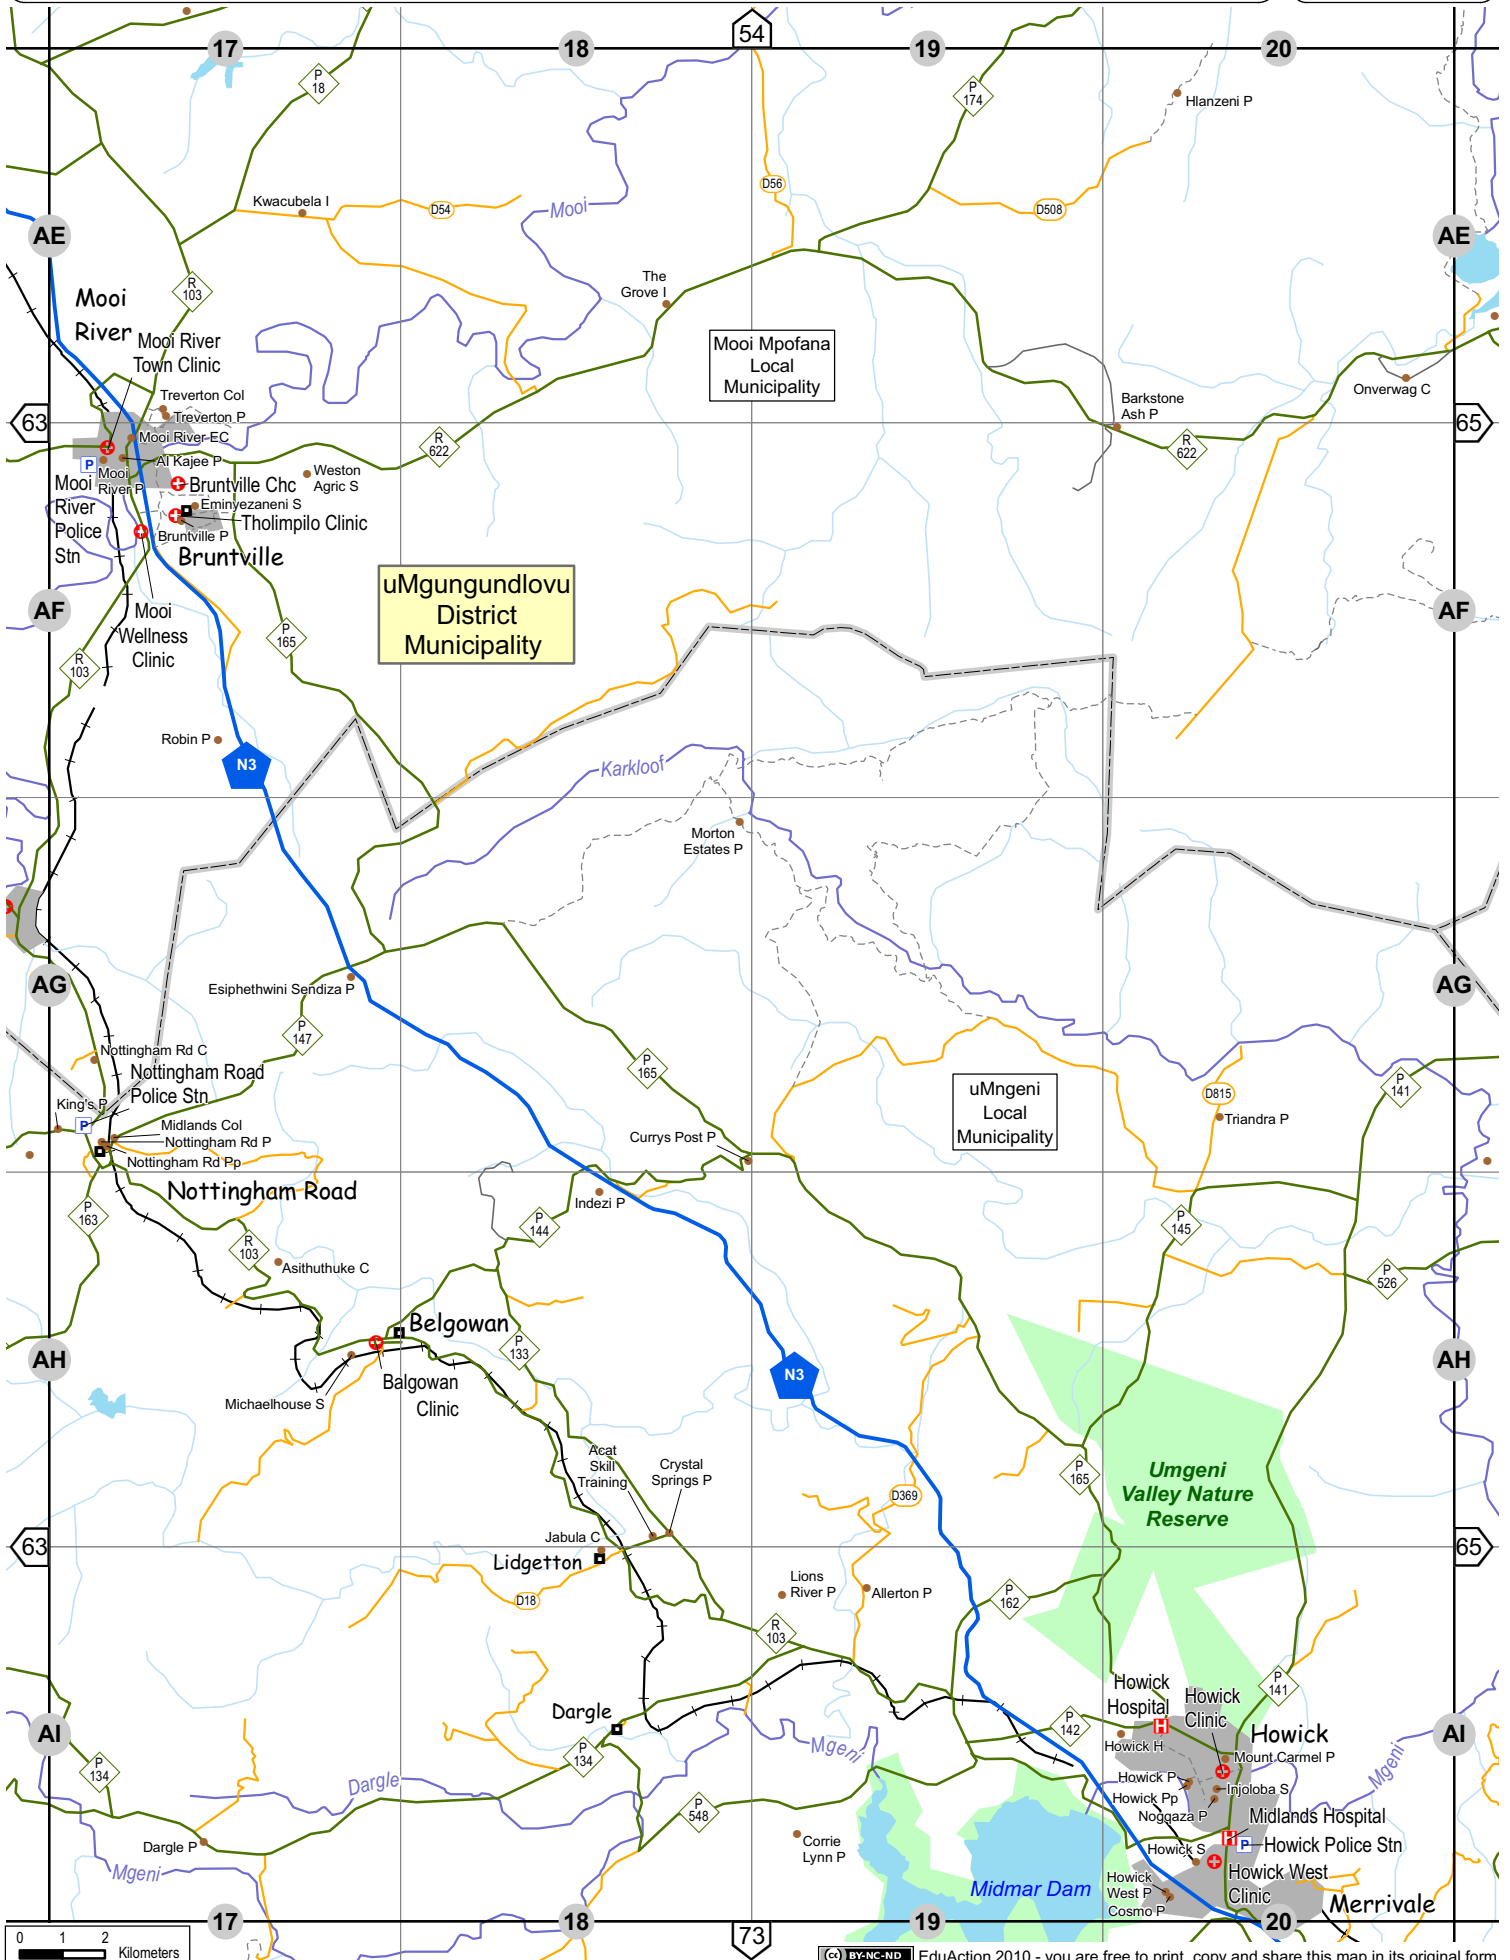 54
17
18
19
20
P
18
P
174
Hlanzeni P
D56
Kwacubela I
D54
Mooi
D508
AE
AE
The
Grove I
R
103
Mooi
River
Mooi River
Town Clinic
Mooi Mpofana
Local
Municipality
Onverwag C
Treverton Col
Treverton P
Barkstone
Ash P
63
65
Mooi River EC
R
622
R
622
P
Al Kajee P
Mooi
River P
Weston
Agric S
Mooi
River
Police
Stn
Bruntville Chc
Eminyezaneni S
Tholimpilo Clinic
Bruntville P
Bruntville
uMgungundlovu
District
Municipality
AF
AF
Mooi
Wellness
Clinic
P
165
R
103
Robin P
N3
Karkloof
Morton
Estates P
AG
AG
Esiphethwini Sendiza P
P
147
Nottingham Rd C
Nottingham Road
Police Stn
P
165
uMngeni
Local
Municipality
D815
P
141
King's P
P
Triandra P
Midlands Col
Nottingham Rd P
Nottingham Rd Pp
Currys Post P
Nottingham Road
Indezi P
P
163
P
144
P
145
R
103
Asithuthuke C
P
526
Belgowan
P
133
AH
AH
N3
Balgowan
Clinic
Michaelhouse S
Acat
Skill
Training
Crystal
Springs P
P
165
Umgeni
Valley Nature
Reserve
D369
63
Jabula C
65
Lidgetton
Lions
River P
Allerton P
D18
P
162
R
103
Howick
Hospital
Howick
Clinic
P
141
Dargle
P
142
Howick
AI
AI
H
Howick H
Mgeni
Mount Carmel P
P
134
P
134
Mgeni
Howick P
Injoloba S
Dargle
Howick Pp
Noggaza P
P
548
Midlands Hospital
H
Dargle P
Corrie
Lynn P
P
Howick Police Stn
Howick S
Mgeni
Howick West
Clinic
Howick
West P
Midmar Dam
Cosmo P
Merrivale
17
18
19
20
73
0 1 2
Kilometers
(cc) BY-NC-ND EduAction 2010 - you are free to print, copy and share this map in its original form